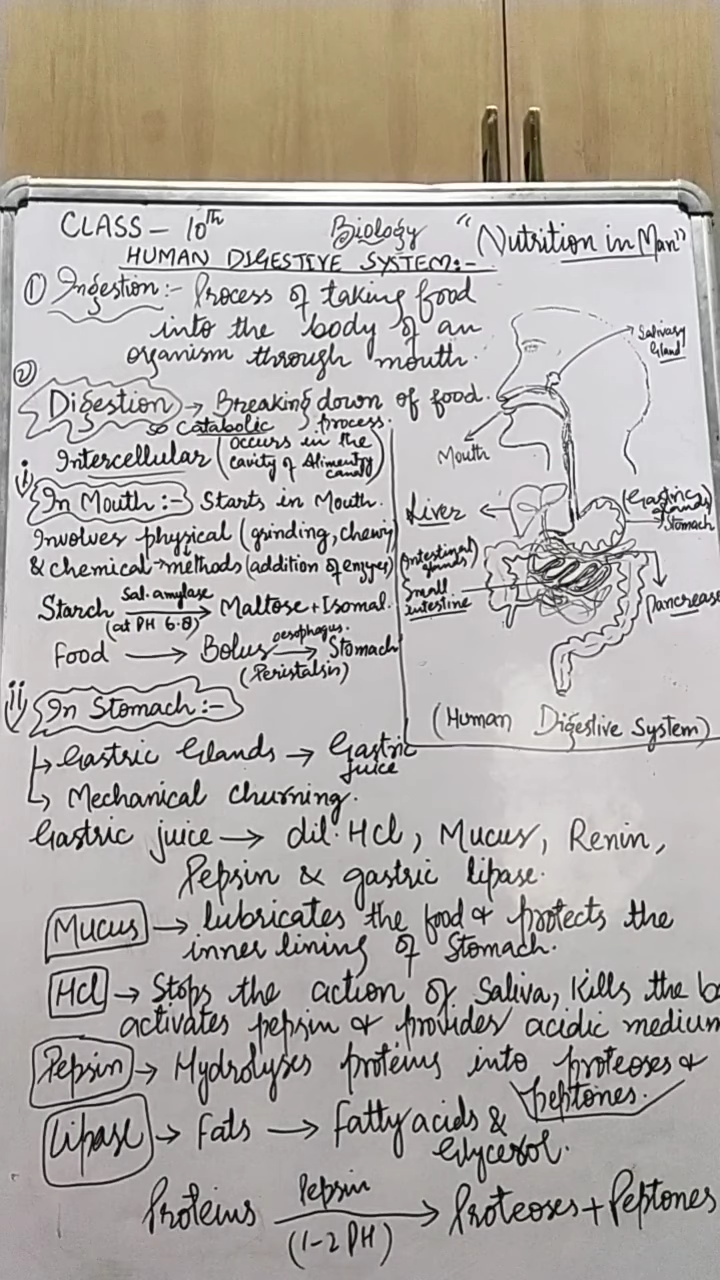 CLASS - 10th Biology "Nutrition in Man"
HUMAN DIGESTIVE SYSTEM:-
① Ingestion :- Process of taking food
into the body of an
organism through mouth.
② Digestion → Breaking down of food.
Catabolic process.
Intercellular (occurs in the
cavity of Alimentry
canal)
i In Mouth :-> Starts in Mouth.
Involves physical (grinding, chewing)
& chemical → methods (addition of enzymes)
Starch Sal. amylase → Maltose + Isomal.
(at PH 6.8)
Food → Bolus oesophagus. → Stomach
(Peristalsis)
Salivary
Gland
Mouth
Liver
(Gastric
glands)
Stomach
(intestinal
glands)
Small
intestine
Pancreas
(Human Digestive System)
ii In Stomach :-
↳ Gastric Glands → Gastric
juice
↳ Mechanical churning.
Gastric juice → dil. HCl, Mucus, Renin,
Pepsin & gastric lipase.
Mucus → lubricates the food & protects the
inner lining of Stomach.
HCl → Stops the action of Saliva, Kills the
activates pepsin & provides acidic medium
Pepsin → Hydrolyses proteins into proteoses &
peptones.
Lipase → Fats → Fatty acids &
Glycerol.
Proteins Pepsin → Proteoses + Peptones
(1-2 PH)